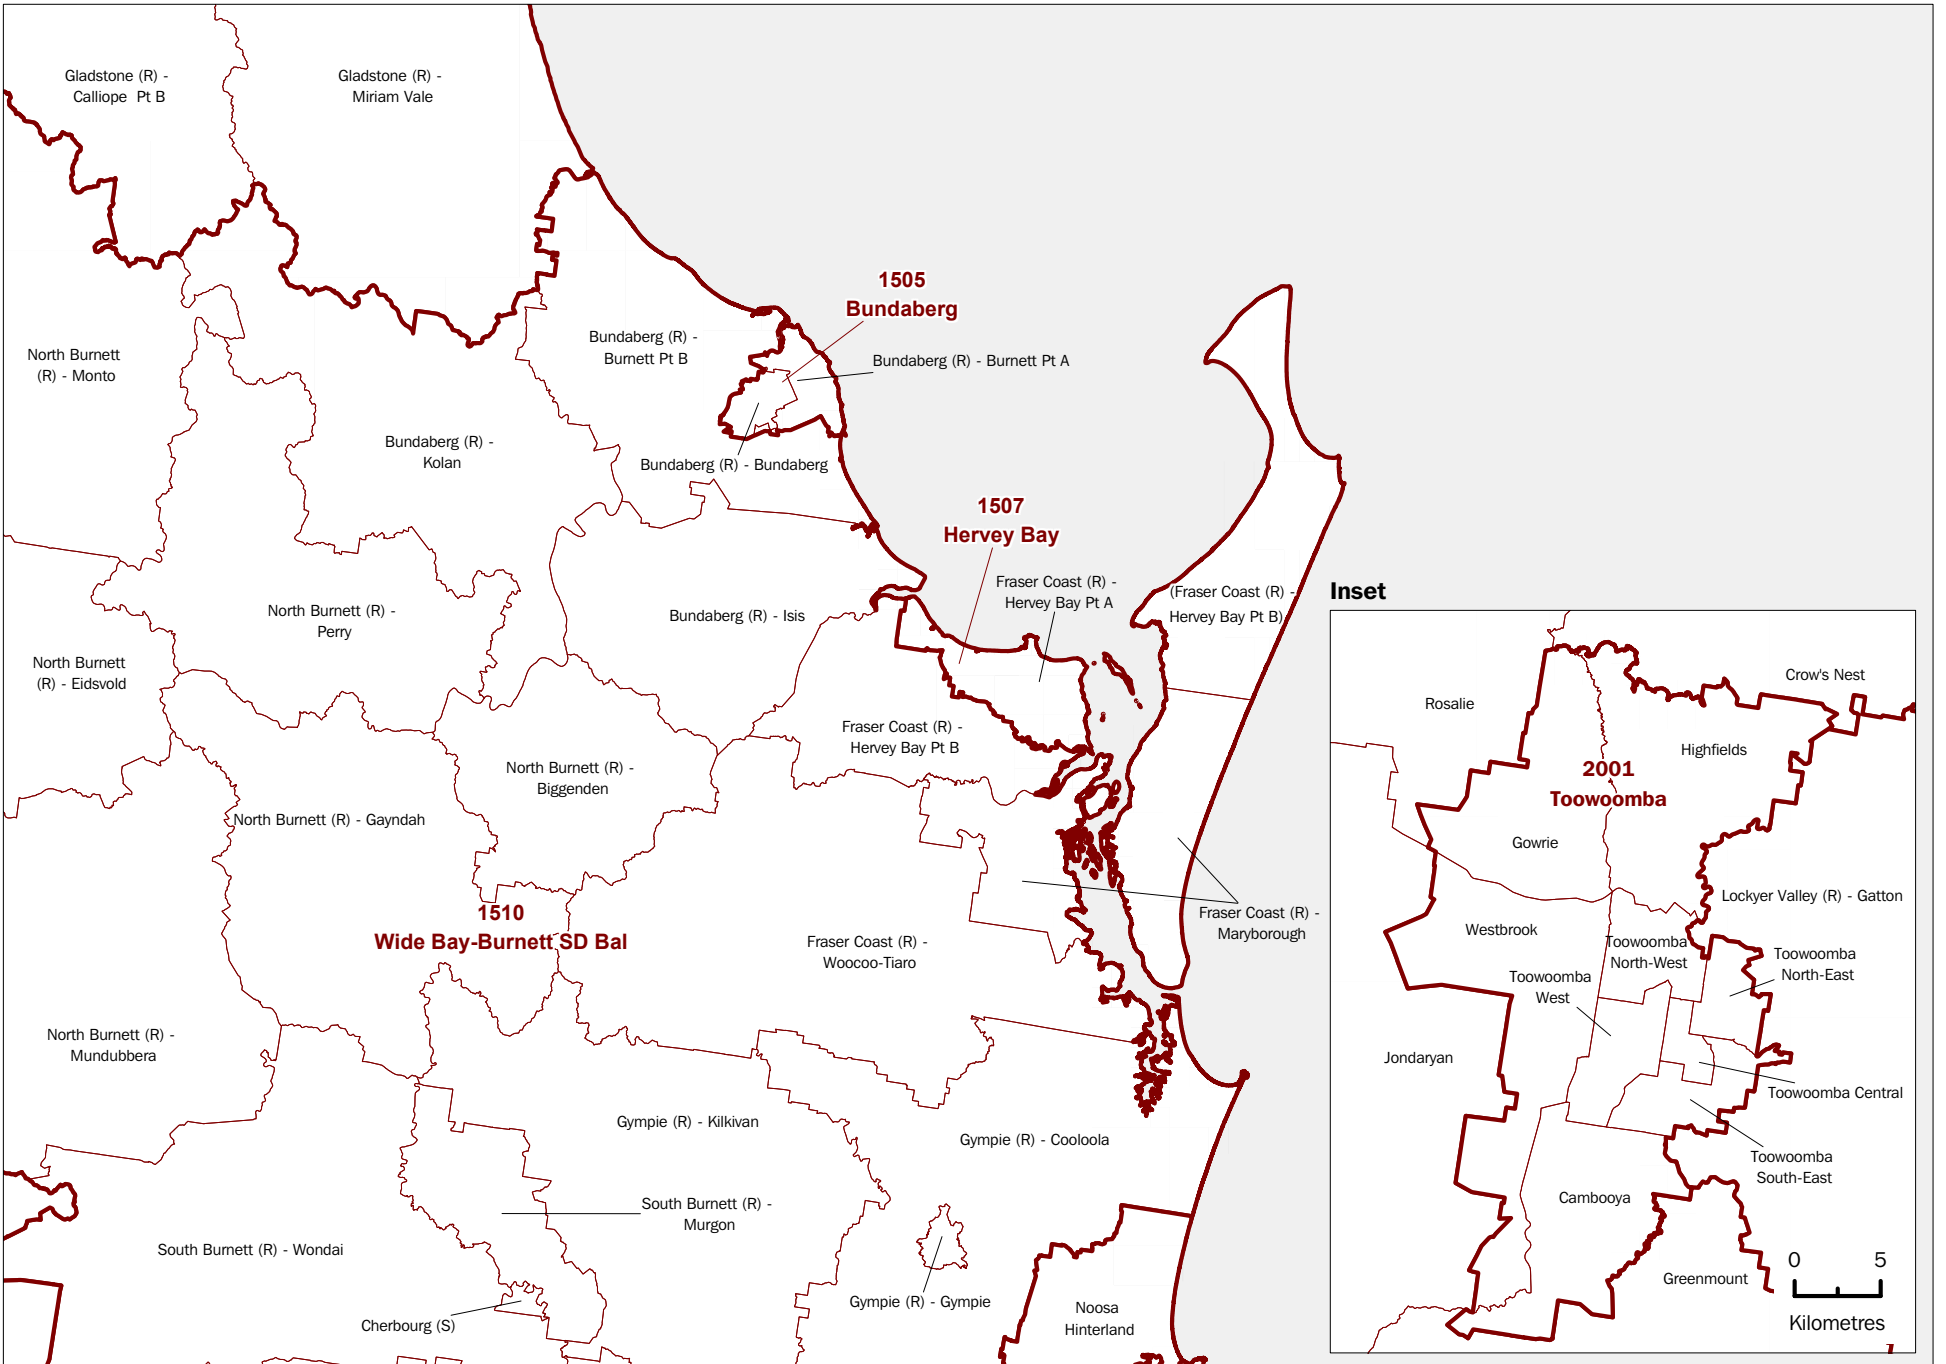 Gladstone (R) -
Calliope Pt B
Gladstone (R) -
Miriam Vale
1505
Bundaberg
Bundaberg (R) -
Burnett Pt B
Bundaberg (R) - Burnett Pt A
North Burnett
(R) - Monto
Bundaberg (R) -
Kolan
Bundaberg (R) - Bundaberg
1507
Hervey Bay
Fraser Coast (R) -
Hervey Bay Pt A
(Fraser Coast (R) -
Hervey Bay Pt B)
North Burnett (R) -
Perry
Bundaberg (R) - Isis
North Burnett
(R) - Eidsvold
Fraser Coast (R) -
Hervey Bay Pt B
North Burnett (R) -
Biggenden
North Burnett (R) - Gayndah
1510
Wide Bay-Burnett SD Bal
Fraser Coast (R) -
Woocoo-Tiaro
Fraser Coast (R) -
Maryborough
North Burnett (R) -
Mundubbera
Gympie (R) - Kilkivan
Gympie (R) - Cooloola
South Burnett (R) -
Murgon
South Burnett (R) - Wondai
Gympie (R) - Gympie
Cherbourg (S)
Noosa
Hinterland
Inset
Crow's Nest
Rosalie
Highfields
2001
Toowoomba
Gowrie
Lockyer Valley (R) - Gatton
Westbrook
Toowoomba
North-West
Toowoomba
North-East
Toowoomba
West
Jondaryan
Toowoomba Central
Toowoomba
South-East
Cambooya
Greenmount
0 5
Kilometres